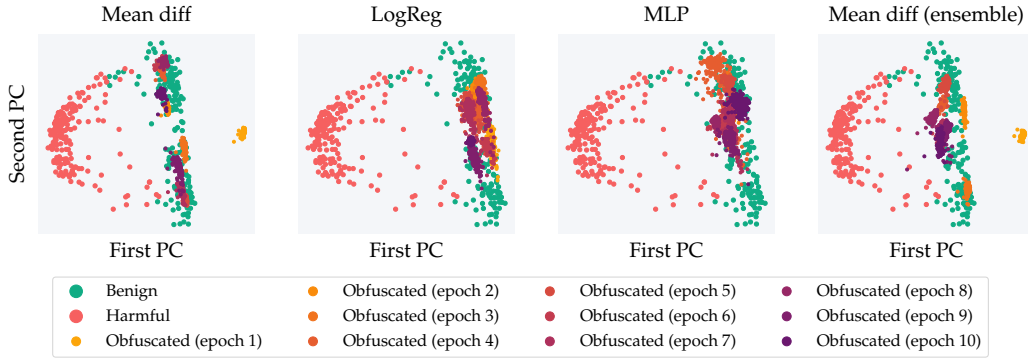 Mean diff
LogReg
MLP
Mean diff (ensemble)
Second PC
First PC
First PC
First PC
First PC
Benign
Harmful
Obfuscated (epoch 1)
Obfuscated (epoch 2)
Obfuscated (epoch 3)
Obfuscated (epoch 4)
Obfuscated (epoch 5)
Obfuscated (epoch 6)
Obfuscated (epoch 7)
Obfuscated (epoch 8)
Obfuscated (epoch 9)
Obfuscated (epoch 10)